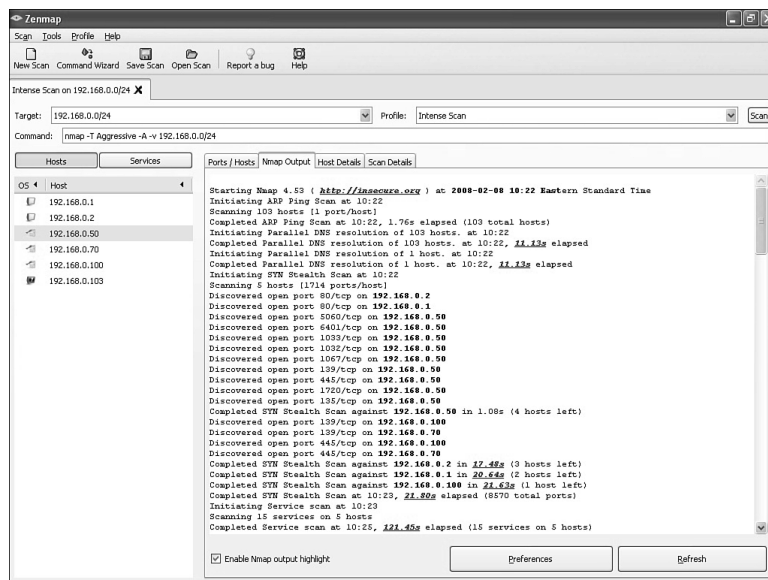 Zenmap
Scan Tools Profile Help
New Scan Command Wizard Save Scan Open Scan Report a bug Help
Intense Scan on 192.168.0.0/24 X
Target: 192.168.0.0/24 Profile: Intense Scan Scan
Command: nmap -T Aggressive -A -v 192.168.0.0/24
Hosts Services
Ports / Hosts Nmap Output Host Details Scan Details
OS Host
192.168.0.1
192.168.0.2
192.168.0.50
192.168.0.70
192.168.0.100
192.168.0.103
Starting Nmap 4.53 ( http://insecure.org ) at 2008-02-08 10:22 Eastern Standard Time
Initiating ARP Ping Scan at 10:22
Scanning 103 hosts [1 port/host]
Completed ARP Ping Scan at 10:22, 1.76s elapsed (103 total hosts)
Initiating Parallel DNS resolution of 103 hosts. at 10:22
Completed Parallel DNS resolution of 103 hosts. at 10:22, 11.13s elapsed
Initiating Parallel DNS resolution of 1 host. at 10:22
Completed Parallel DNS resolution of 1 host. at 10:22, 11.13s elapsed
Initiating SYN Stealth Scan at 10:22
Scanning 5 hosts [1714 ports/host]
Discovered open port 80/tcp on 192.168.0.2
Discovered open port 80/tcp on 192.168.0.1
Discovered open port 5060/tcp on 192.168.0.50
Discovered open port 6401/tcp on 192.168.0.50
Discovered open port 1033/tcp on 192.168.0.50
Discovered open port 1032/tcp on 192.168.0.50
Discovered open port 1067/tcp on 192.168.0.50
Discovered open port 139/tcp on 192.168.0.50
Discovered open port 445/tcp on 192.168.0.50
Discovered open port 1720/tcp on 192.168.0.50
Discovered open port 135/tcp on 192.168.0.50
Completed SYN Stealth Scan against 192.168.0.50 in 1.08s (4 hosts left)
Discovered open port 139/tcp on 192.168.0.100
Discovered open port 139/tcp on 192.168.0.70
Discovered open port 445/tcp on 192.168.0.100
Discovered open port 445/tcp on 192.168.0.70
Completed SYN Stealth Scan against 192.168.0.2 in 17.48s (3 hosts left)
Completed SYN Stealth Scan against 192.168.0.1 in 20.64s (2 hosts left)
Completed SYN Stealth Scan against 192.168.0.100 in 21.63s (1 host left)
Completed SYN Stealth Scan at 10:23, 21.80s elapsed (8570 total ports)
Initiating Service scan at 10:23
Scanning 15 services on 5 hosts
Completed Service scan at 10:25, 121.45s elapsed (15 services on 5 hosts)
Enable Nmap output highlight Preferences Refresh